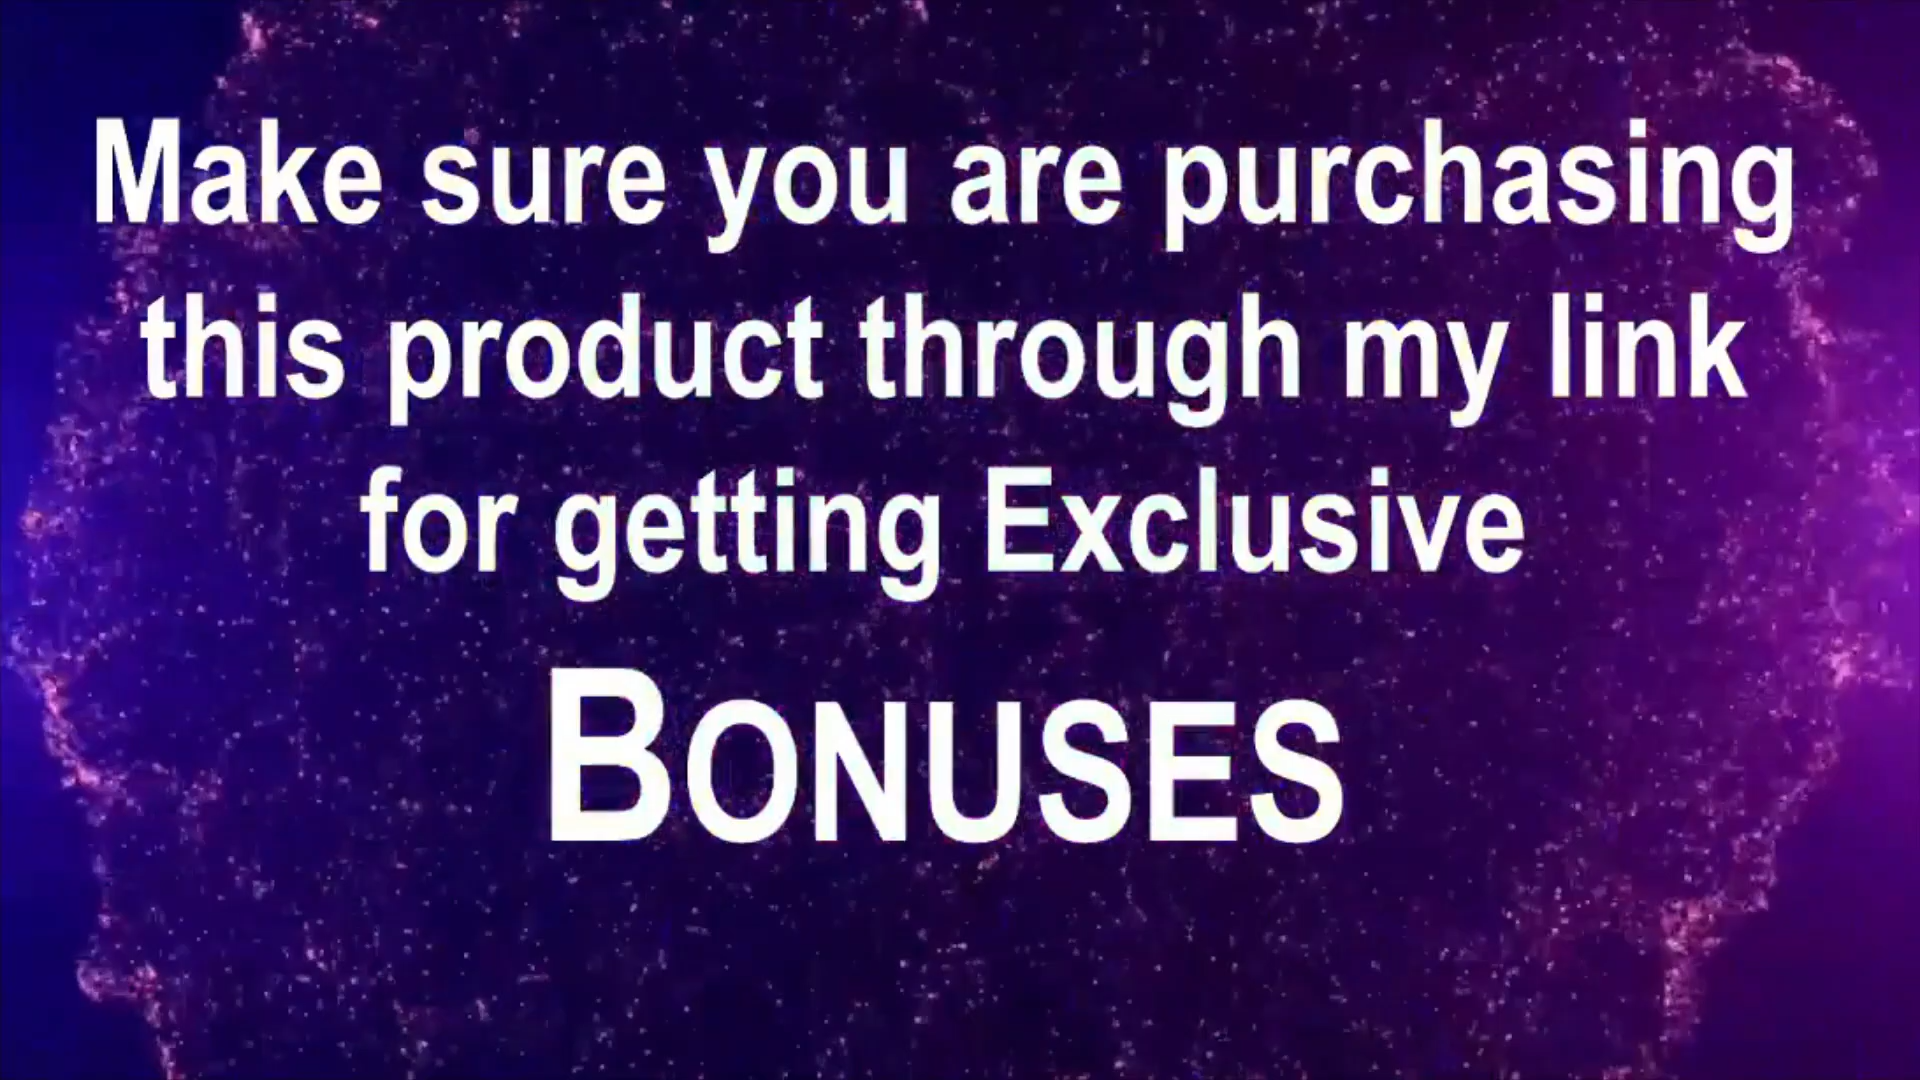 Make sure you are purchasing
this product through my link
for getting Exclusive
BONUSES